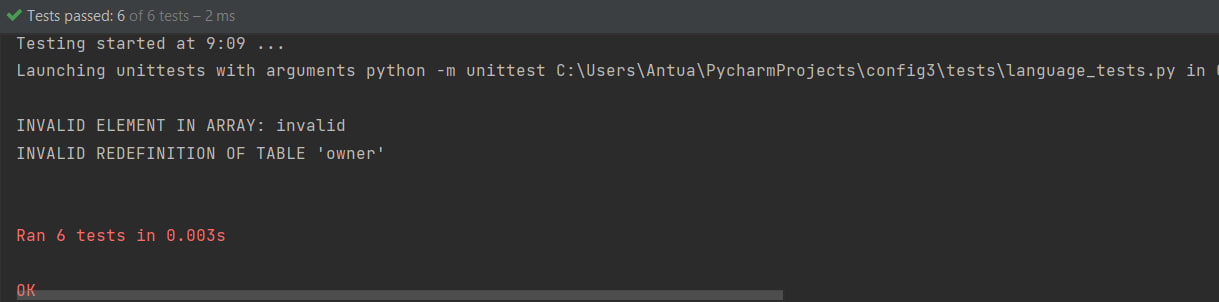 Tests passed: 6 of 6 tests – 2 ms
Testing started at 9:09 ...
Launching unittests with arguments python -m unittest C:\Users\Antua\PycharmProjects\config3\tests\language_tests.py in
INVALID ELEMENT IN ARRAY: invalid
INVALID REDEFINITION OF TABLE 'owner'
Ran 6 tests in 0.003s
OK